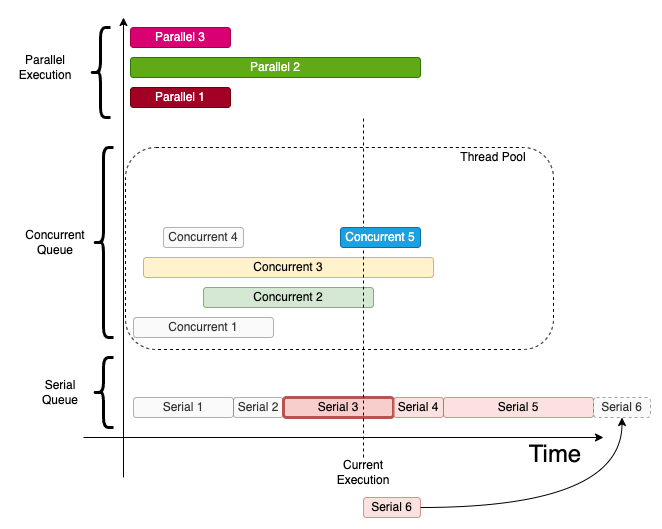 Parallel 3
Parallel
Execution
Parallel 2
Parallel 1
Thread Pool
Concurrent
Queue
Concurrent 4
Concurrent 5
Concurrent 3
Concurrent 2
Concurrent 1
Serial
Queue
Serial 1
Serial 2
Serial 3
Serial 4
Serial 5
Serial 6
Time
Current
Execution
Serial 6